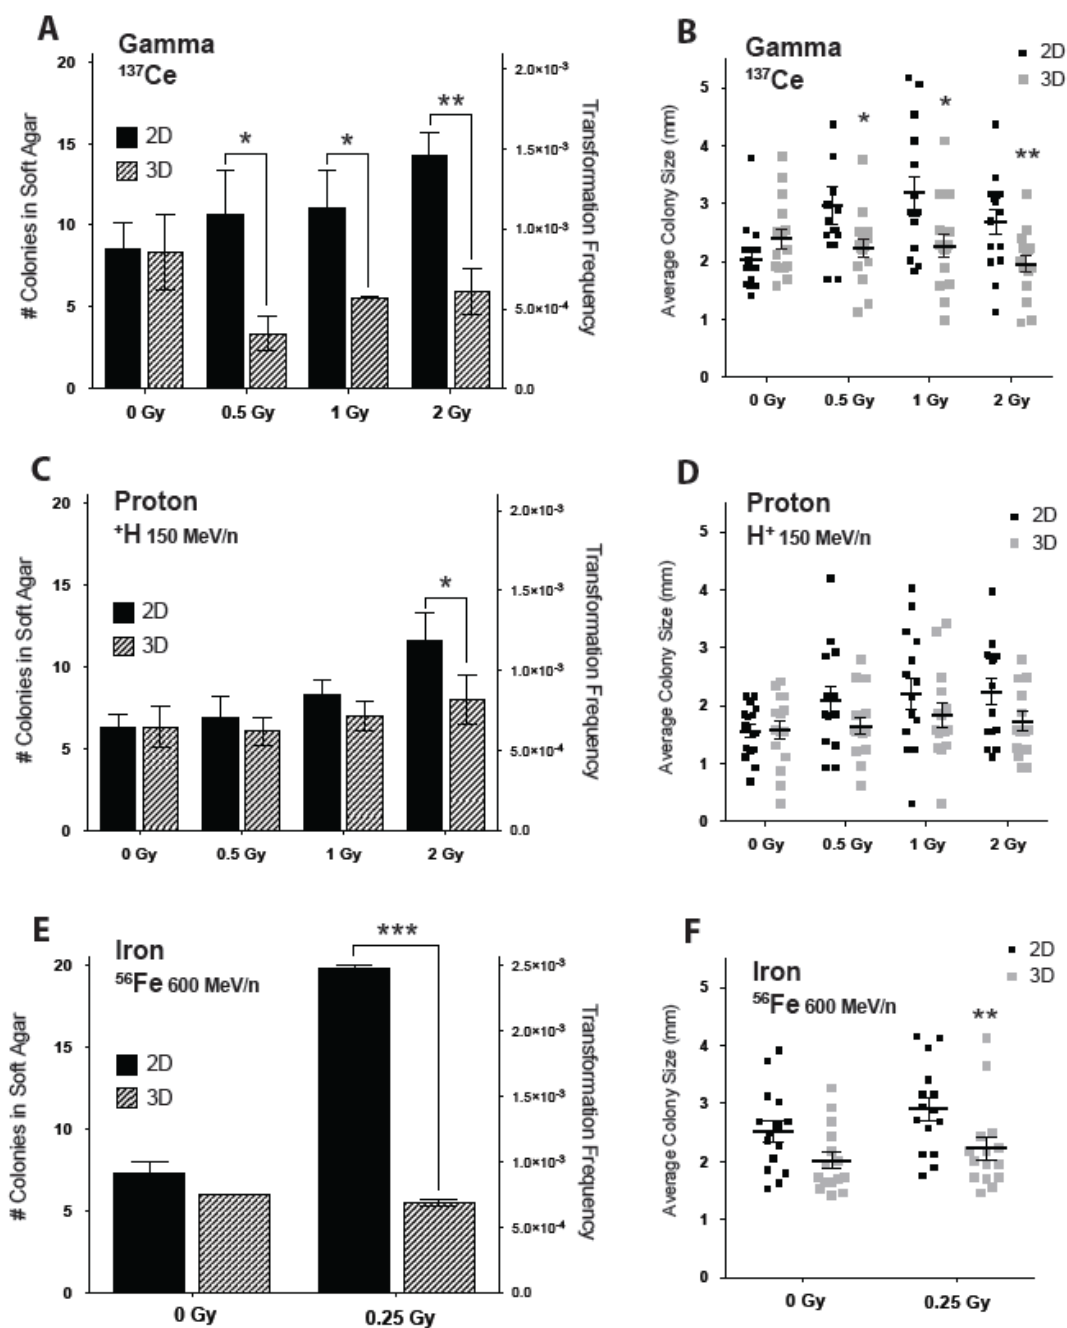 A
Gamma
¹³⁷Ce
20
15
10
5
0
# Colonies in Soft Agar
2D
3D
*
*
**
2.0×10⁻³
1.5×10⁻³
1.0×10⁻³
5.0×10⁻⁴
0.0
Transformation Frequency
0 Gy 0.5 Gy 1 Gy 2 Gy
B
Gamma
¹³⁷Ce
2D
3D
5
4
3
2
1
0
Average Colony Size (mm)
*
*
**
0 Gy 0.5 Gy 1 Gy 2 Gy
C
Proton
⁺H 150 MeV/n
20
15
10
5
0
# Colonies in Soft Agar
2D
3D
*
2.0×10⁻³
1.5×10⁻³
1.0×10⁻³
5.0×10⁻⁴
0.0
Transformation Frequency
0 Gy 0.5 Gy 1 Gy 2 Gy
D
Proton
H⁺ 150 MeV/n
2D
3D
5
4
3
2
1
0
Average Colony Size (mm)
0 Gy 0.5 Gy 1 Gy 2 Gy
E
Iron
⁵⁶Fe 600 MeV/n
20
15
10
5
0
# Colonies in Soft Agar
2D
3D
***
2.5×10⁻³
2.0×10⁻³
1.5×10⁻³
1.0×10⁻³
5.0×10⁻⁴
0.0
Transformation Frequency
0 Gy 0.25 Gy
F
Iron
⁵⁶Fe 600 MeV/n
2D
3D
5
4
3
2
1
0
Average Colony Size (mm)
**
0 Gy 0.25 Gy